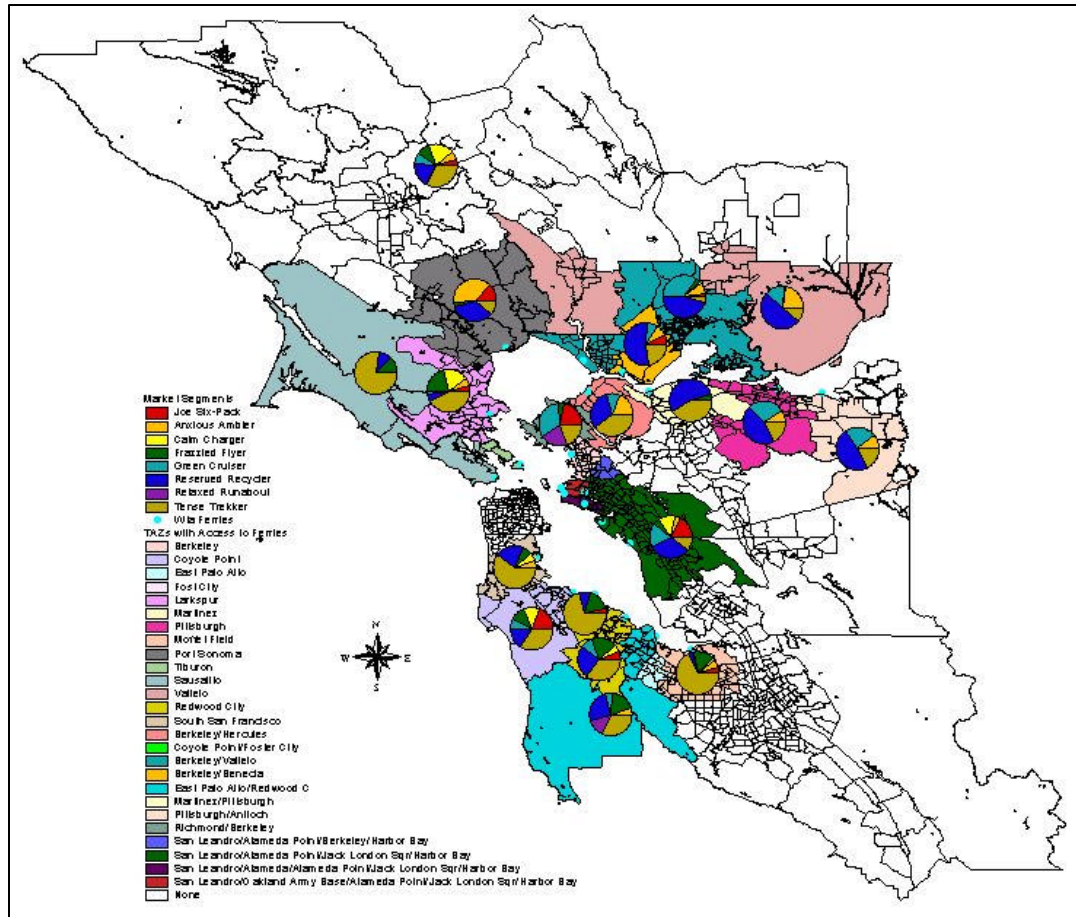 Market Segments
Joe Six-Pack
Anxious Ambler
Calm Charger
Frazzled Flyer
Green Cruiser
Reserved Recycler
Relaxed Runabout
Tense Trekker
Wta Ferries
TAZs with Access to Ferries
Berkeley
Coyote Point
East Palo Alto
Fost City
Larkspur
Martinez
Pittsburgh
Moffet Field
Port Sonoma
Tiburon
Sausalito
Vallejo
Redwood City
South San Francisco
Berkeley/Hercules
Coyote Point/Foster City
Berkeley/Vallejo
Berkeley/Benecia
East Palo Alto/Redwood C
Martinez/Pittsburgh
Pittsburgh/Antioch
Richmond/Berkeley
San Leandro/Alameda Point/Berkeley/Harbor Bay
San Leandro/Alameda Point/Jack London Sqr/Harbor Bay
San Leandro/Alameda/Alameda Point/Jack London Sqr/Harbor Bay
San Leandro/Oakland Army Base/Alameda Point/Jack London Sqr/Harbor Bay
None
N
W E
S